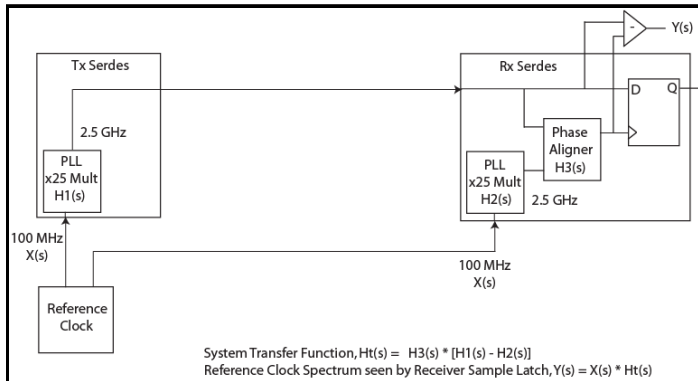 Y(s)
-
Tx Serdes
Rx Serdes
D
Q
2.5 GHz
Phase
Aligner
H3(s)
PLL
x25 Mult
H1(s)
PLL
x25 Mult
H2(s)
2.5 GHz
100 MHz
X(s)
100 MHz
X(s)
Reference
Clock
System Transfer Function, Ht(s) = H3(s) * [H1(s) - H2(s)]
Reference Clock Spectrum seen by Receiver Sample Latch, Y(s) = X(s) * Ht(s)